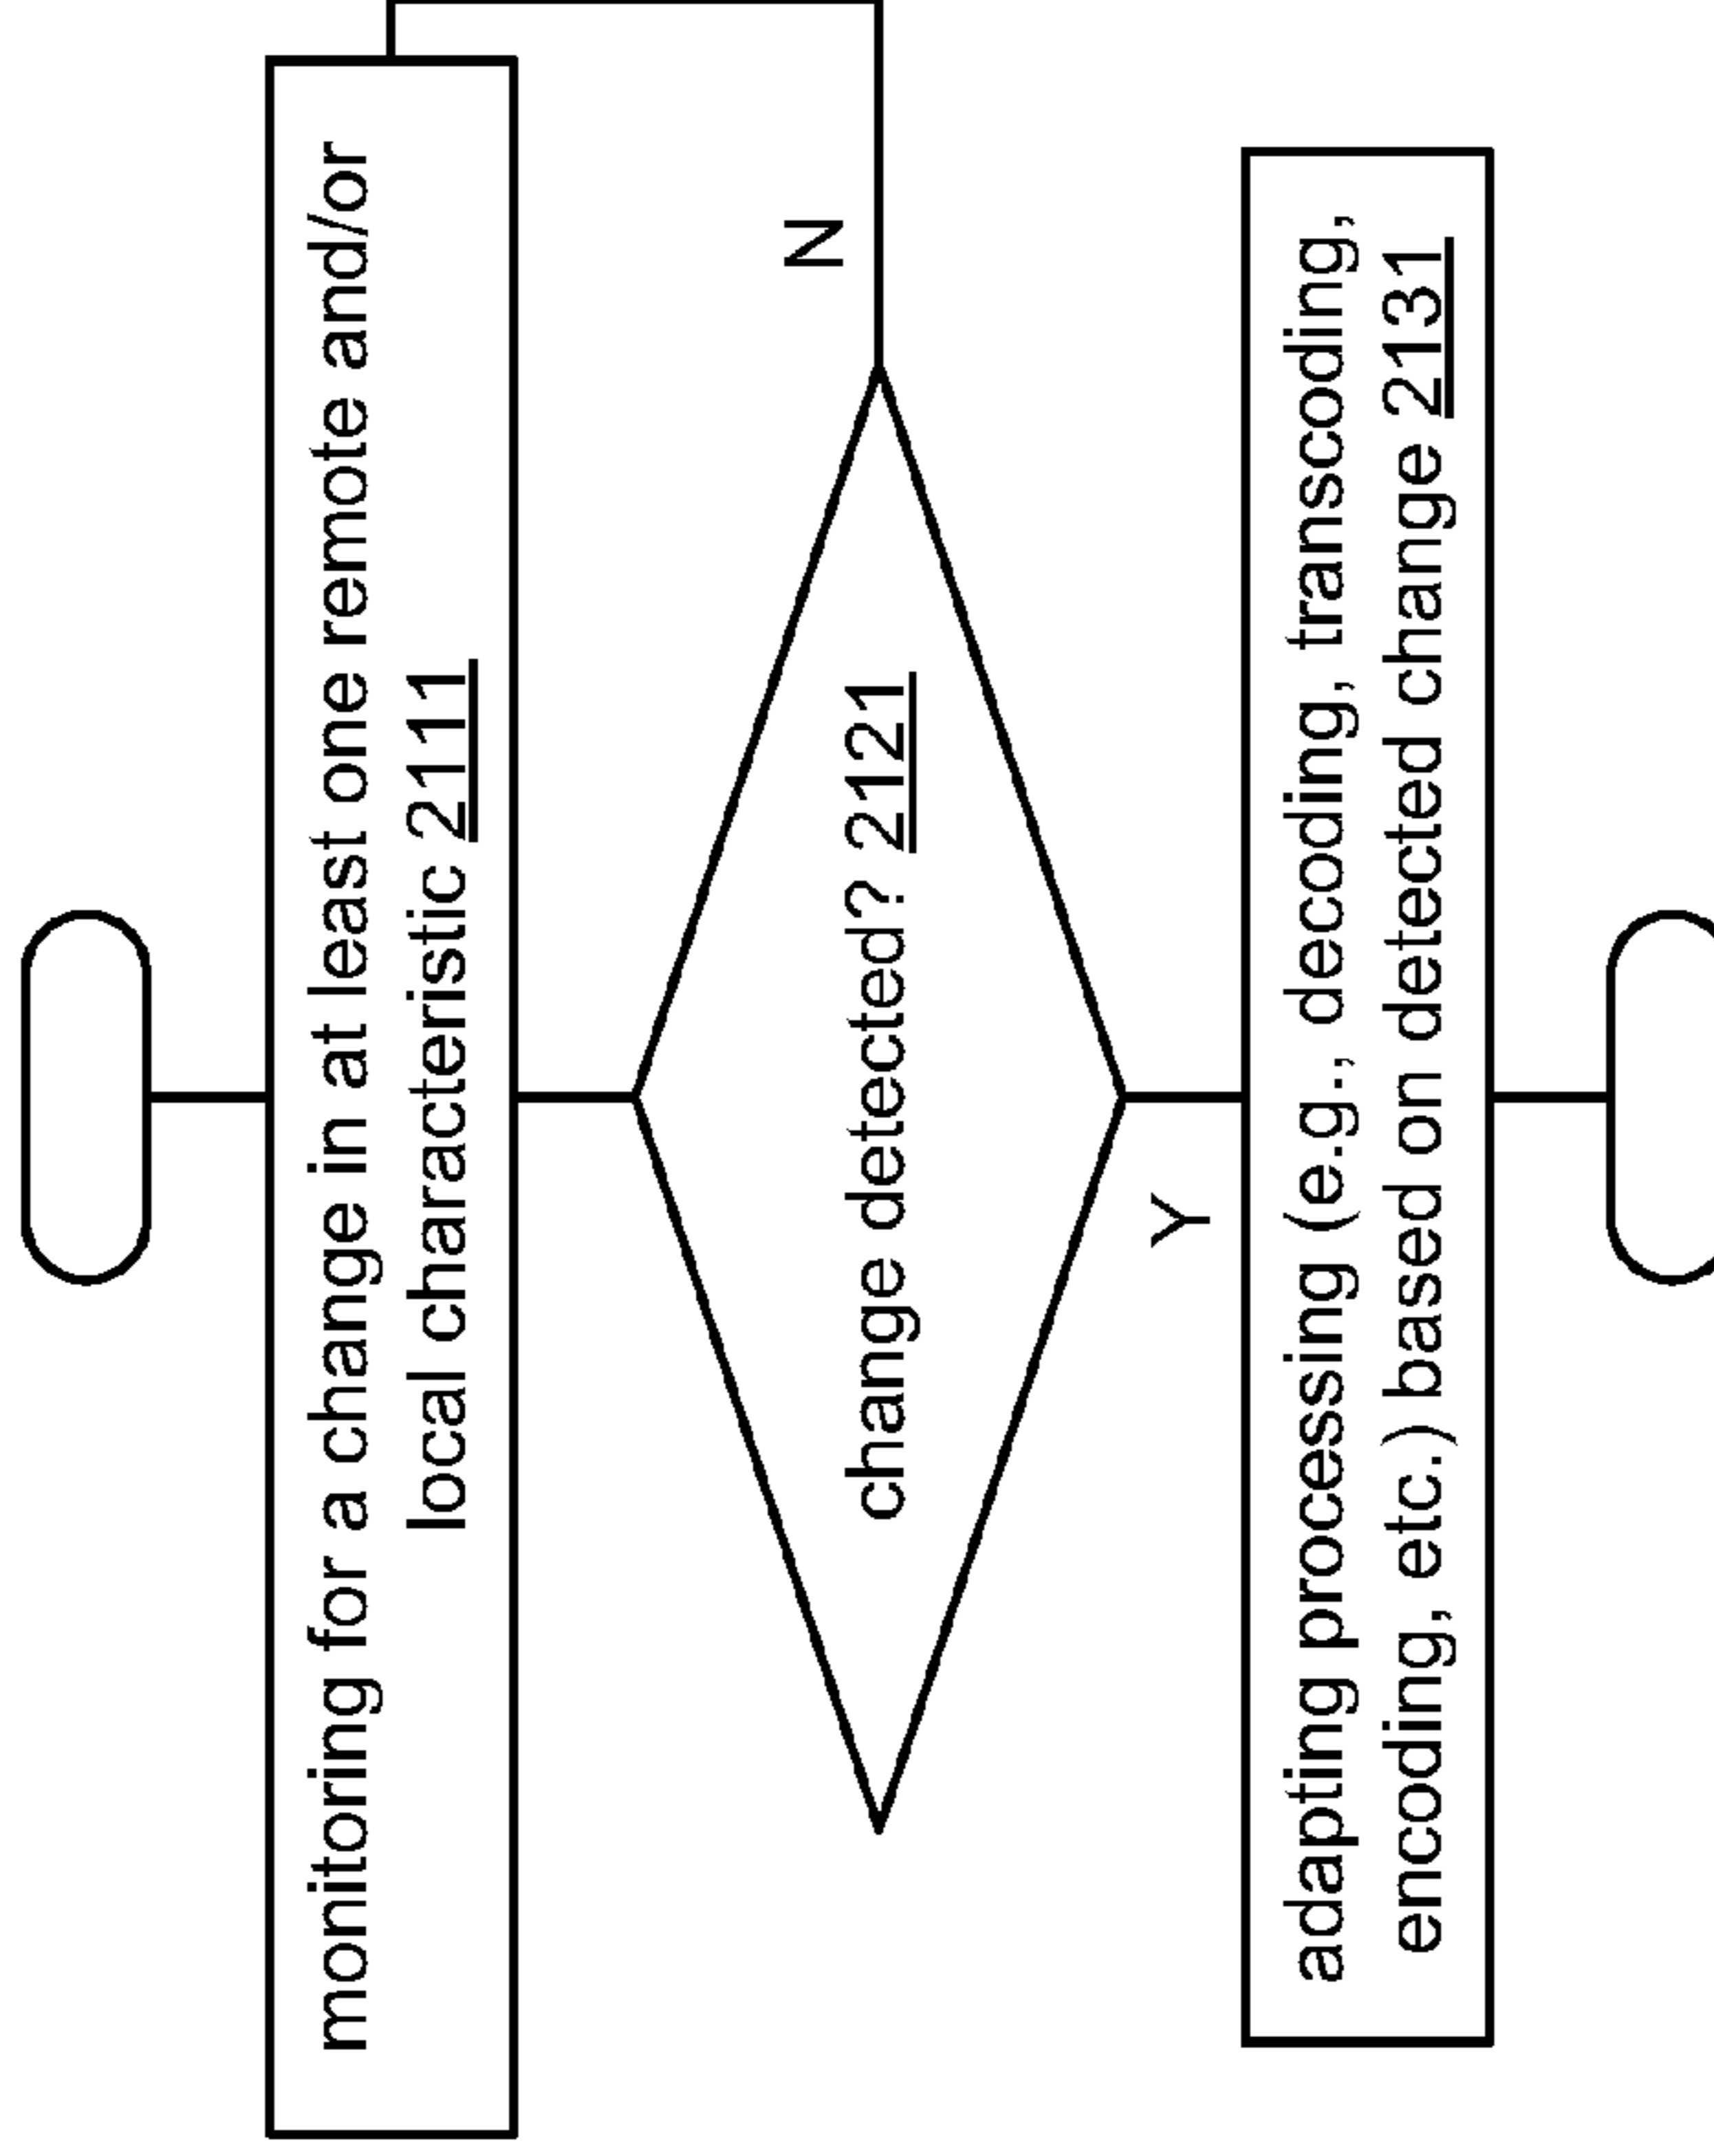 monitoring for a change in at least one remote and/or
local characteristic 2111
change detected? 2121
N
Y
adapting processing (e.g., decoding, transcoding,
encoding, etc.) based on detected change 2131